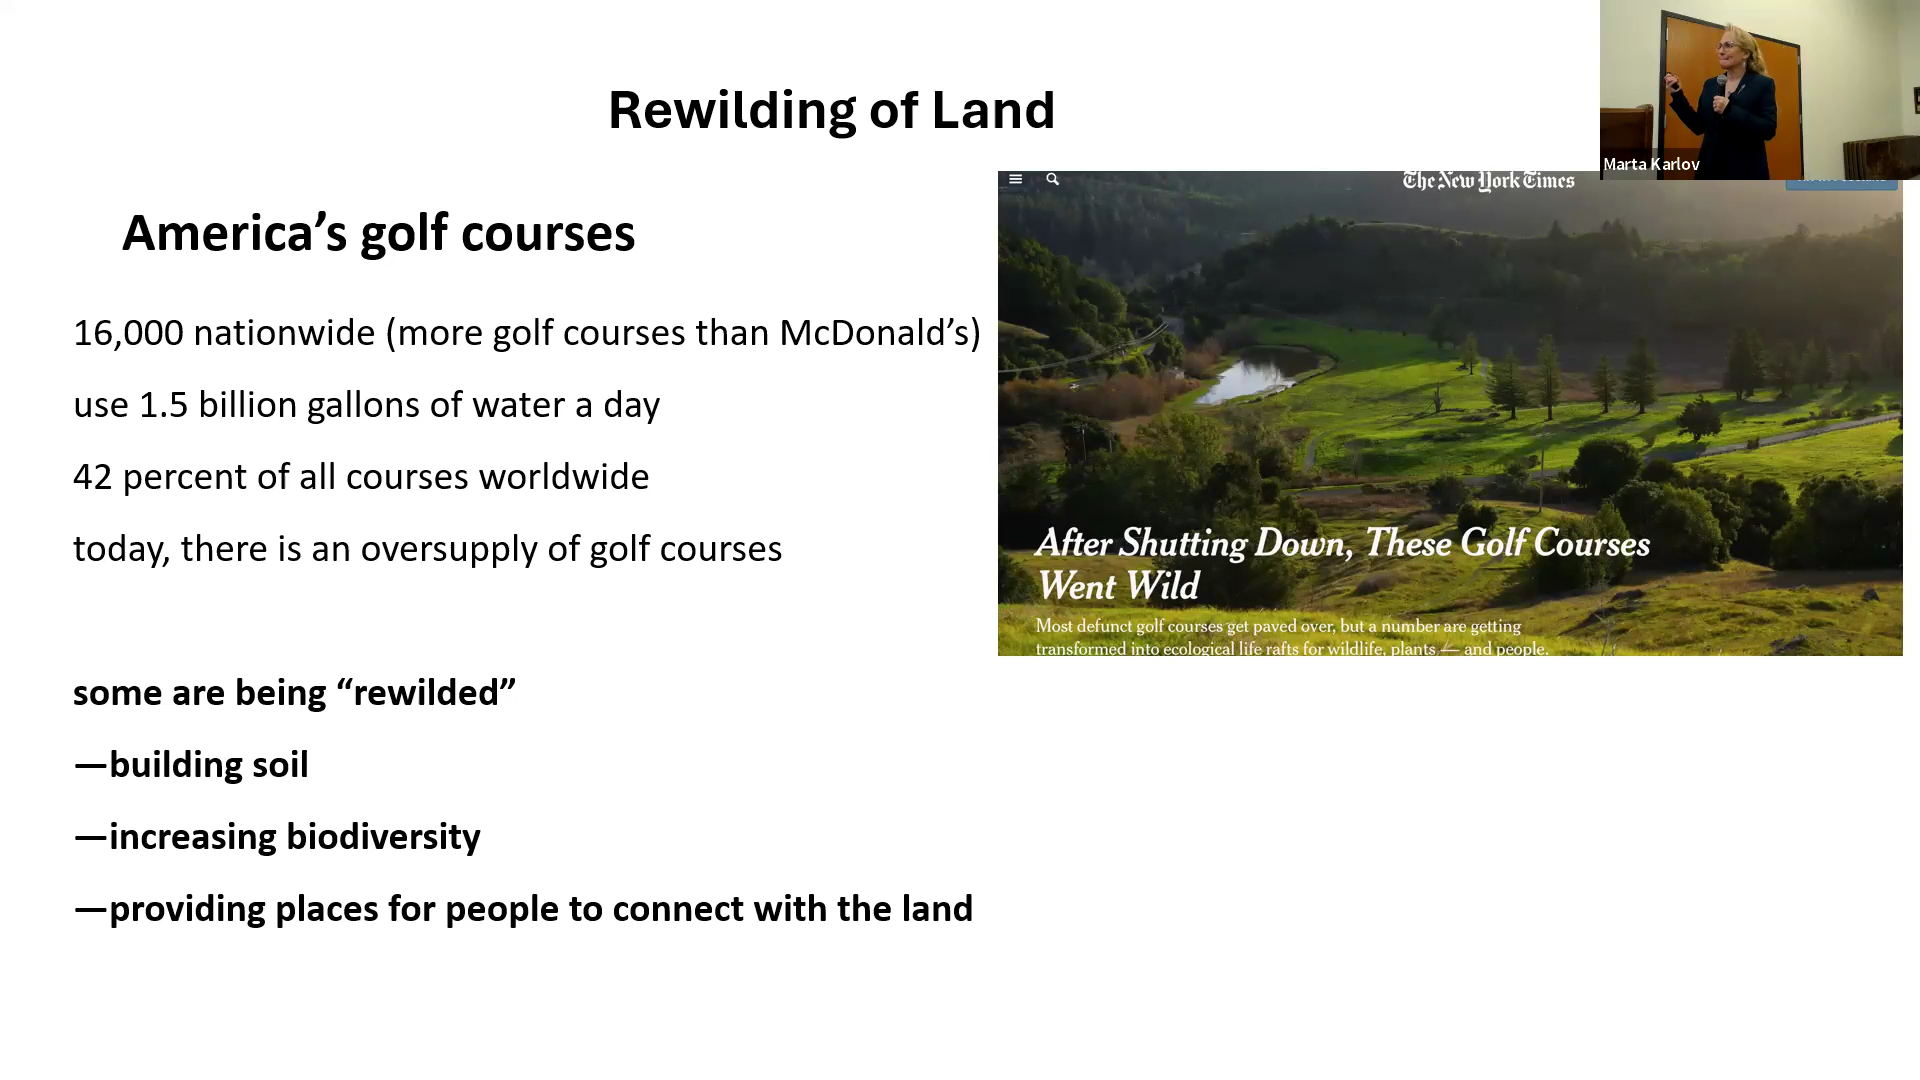 Rewilding of Land
Marta Karlov
America’s golf courses
16,000 nationwide (more golf courses than McDonald’s)
use 1.5 billion gallons of water a day
42 percent of all courses worldwide
today, there is an oversupply of golf courses
some are being “rewilded”
—building soil
—increasing biodiversity
—providing places for people to connect with the land
The New York Times
After Shutting Down, These Golf Courses
Went Wild
Most defunct golf courses get paved over, but a number are getting
transformed into ecological life rafts for wildlife, plants — and people.